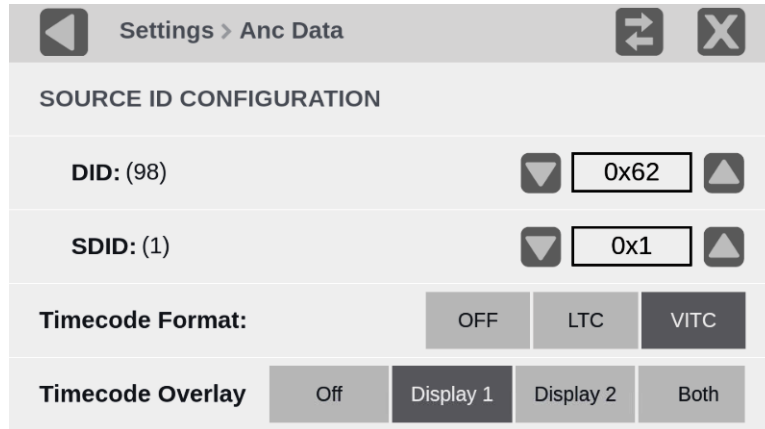 Settings > Anc Data
SOURCE ID CONFIGURATION
DID: (98) 0x62
SDID: (1) 0x1
Timecode Format: OFF LTC VITC
Timecode Overlay Off Display 1 Display 2 Both